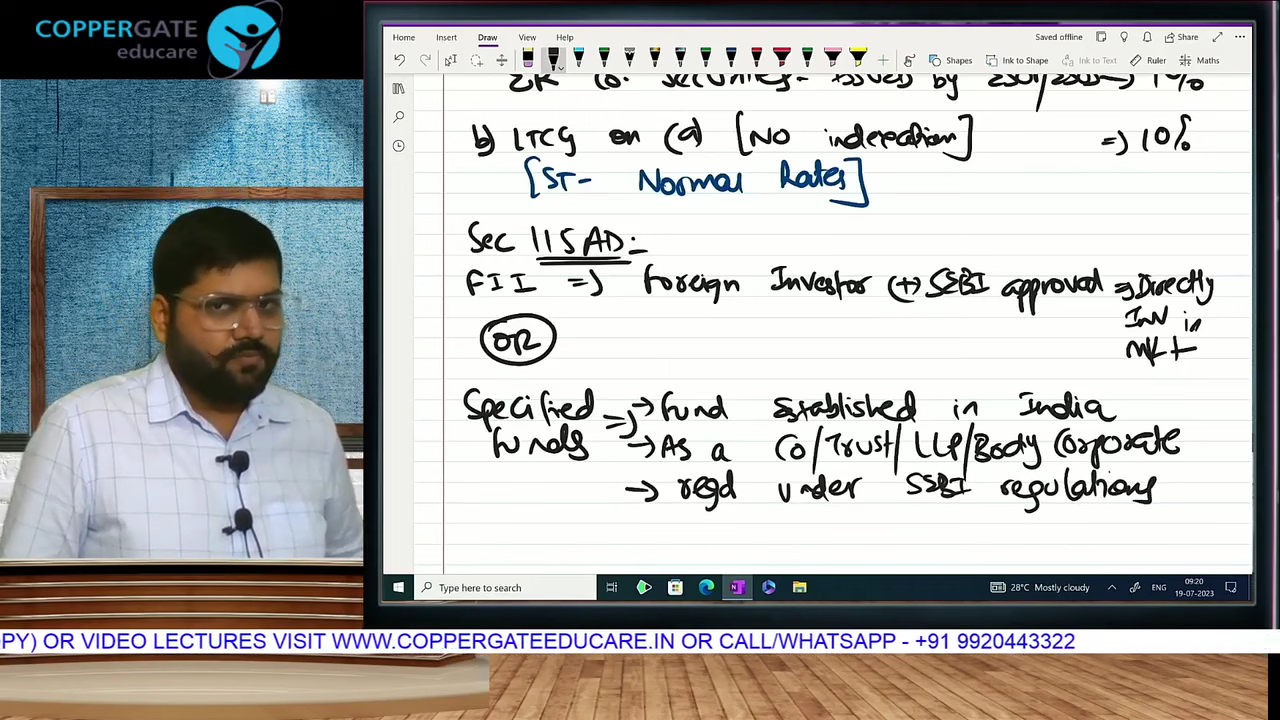 COPPERGATE
educare
Home Insert Draw View Help
Saved offline
Share
Shapes
Ink to Shape
Ink to Text
Ruler
Maths
b) LTCG on (a) [NO indexation] => 10%
[ST- Normal Rates]
Sec 115AD:-
FII => Foreign Investor (+) SEBI approved => Directly
Inv in
Mkt
OR
Specified => → Fund established in India
funds → As a Co/Trust/LLP/Body Corporate
→ regd under SEBI regulations
Type here to search
28°C Mostly cloudy
ENG
09:20
19-07-2023
PY) OR VIDEO LECTURES VISIT WWW.COPPERGATEEDUCARE.IN OR CALL/WHATSAPP - +91 9920443322